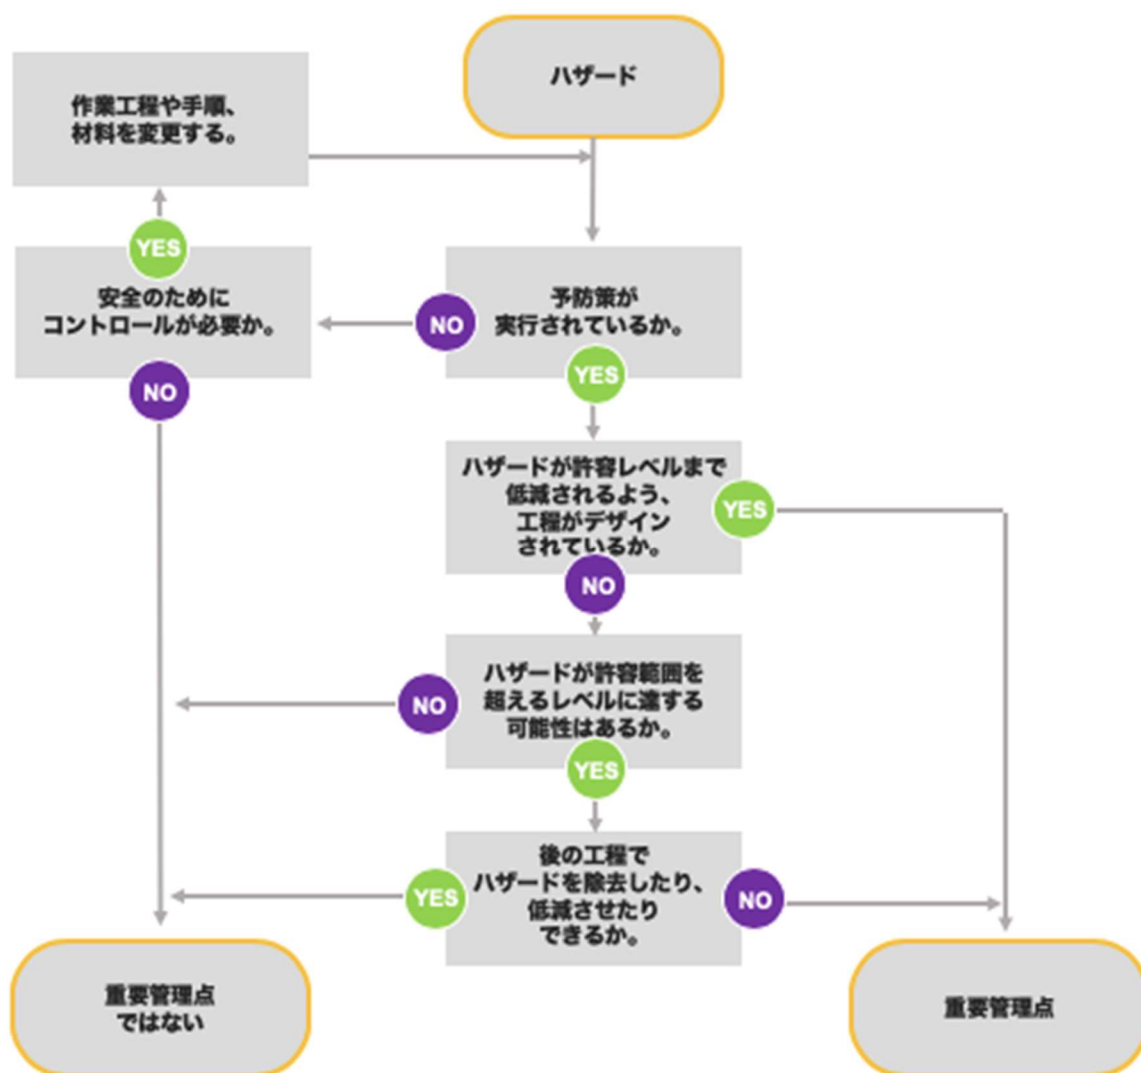 ハザード
作業工程や手順、
材料を変更する。
YES
安全のために
コントロールが必要か。
NO
予防策が
実行されているか。
NO
YES
ハザードが許容レベルまで
低減されるよう、
工程がデザイン
されているか。
YES
NO
ハザードが許容範囲を
超えるレベルに達する
可能性はあるか。
NO
YES
後の工程で
ハザードを除去したり、
低減させたり
できるか。
YES
NO
重要管理点
ではない
重要管理点